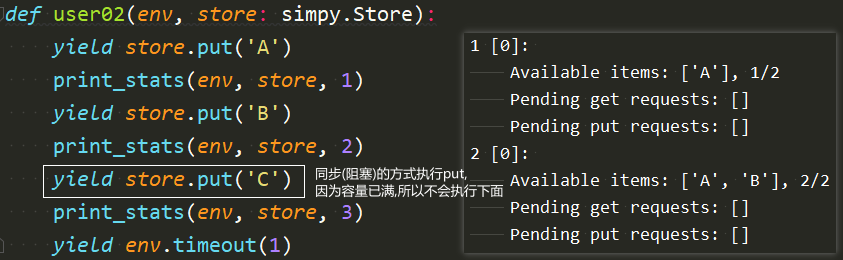 def user02(env, store: simpy.Store):
yield store.put('A')
print_stats(env, store, 1)
yield store.put('B')
print_stats(env, store, 2)
yield store.put('C')
print_stats(env, store, 3)
yield env.timeout(1)
同步(阻塞)的方式执行put,
因为容量已满,所以不会执行下面
1 [0]:
Available items: ['A'], 1/2
Pending get requests: []
Pending put requests: []
2 [0]:
Available items: ['A', 'B'], 2/2
Pending get requests: []
Pending put requests: []